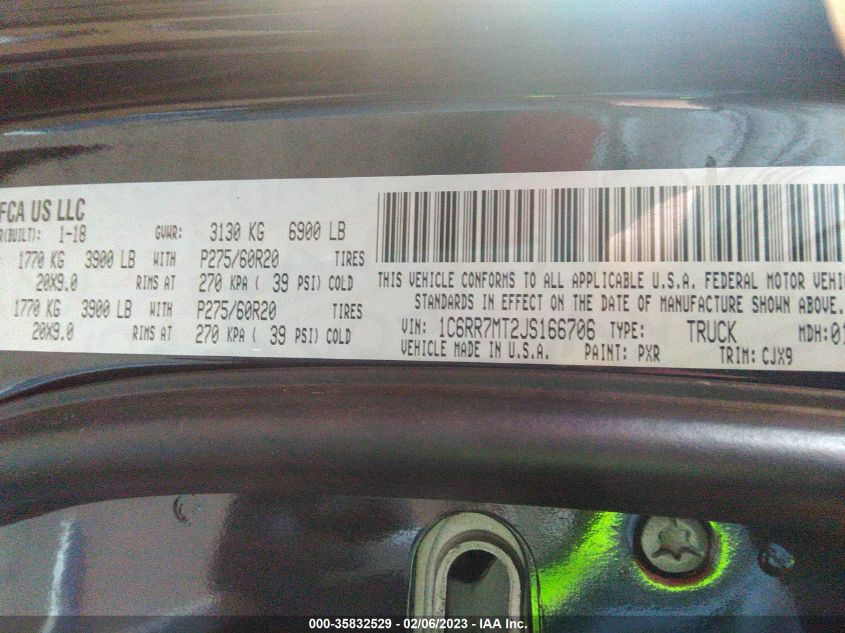 FCA US LLC
(BUILT): 1-18 GVWR: 3130 KG 6900 LB
1770 KG 3900 LB WITH P275/60R20 TIRES
20X9.0 RIMS AT 270 KPA ( 39 PSI) COLD
1770 KG 3900 LB WITH P275/60R20 TIRES
20X9.0 RIMS AT 270 KPA ( 39 PSI) COLD
THIS VEHICLE CONFORMS TO ALL APPLICABLE U.S.A. FEDERAL MOTOR VEHI
STANDARDS IN EFFECT ON THE DATE OF MANUFACTURE SHOWN ABOVE.
VIN: 1C6RR7MT2JS166706 TYPE: TRUCK MDH:01
VEHICLE MADE IN U.S.A. PAINT: PXR TRIM: CJX9
000-35832529 - 02/06/2023 - IAA Inc.